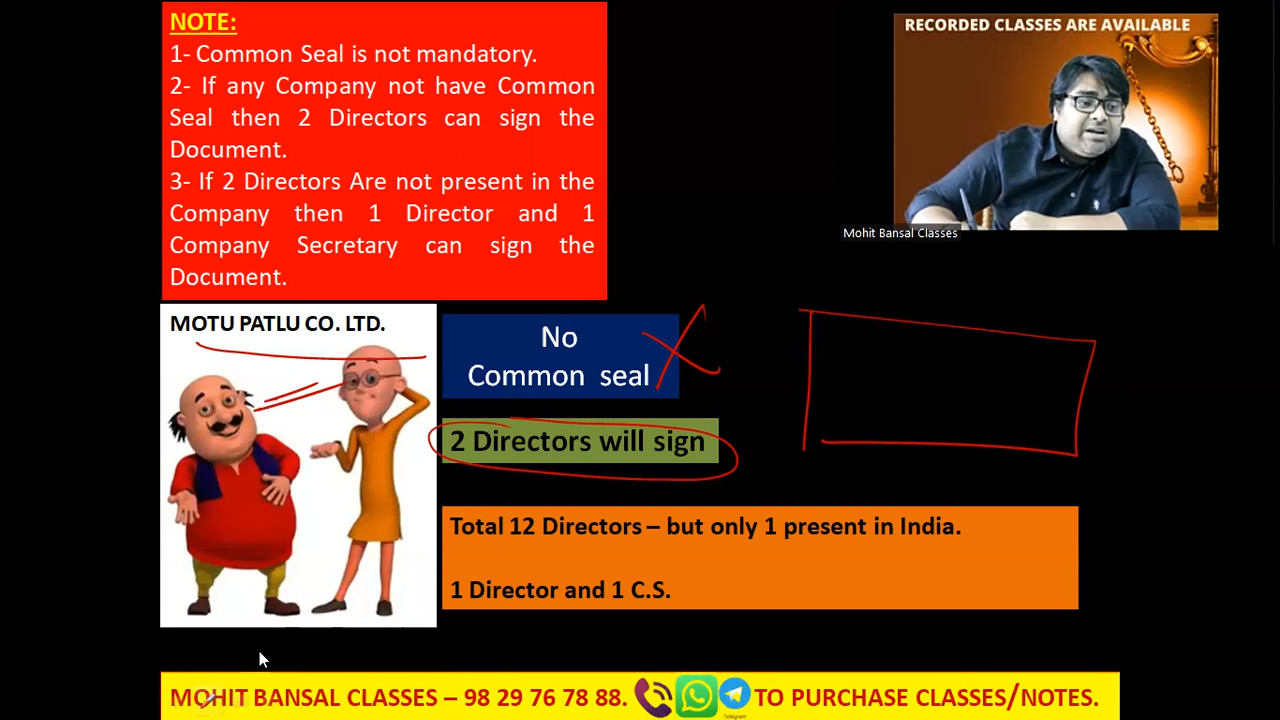 NOTE:
1- Common Seal is not mandatory.
2- If any Company not have Common
Seal then 2 Directors can sign the
Document.
3- If 2 Directors Are not present in the
Company then 1 Director and 1
Company Secretary can sign the
Document.
RECORDED CLASSES ARE AVAILABLE
Mohit Bansal Classes
MOTU PATLU CO. LTD.
No
Common seal
2 Directors will sign
Total 12 Directors – but only 1 present in India.
1 Director and 1 C.S.
MOHIT BANSAL CLASSES – 98 29 76 78 88. TO PURCHASE CLASSES/NOTES.
Telegram